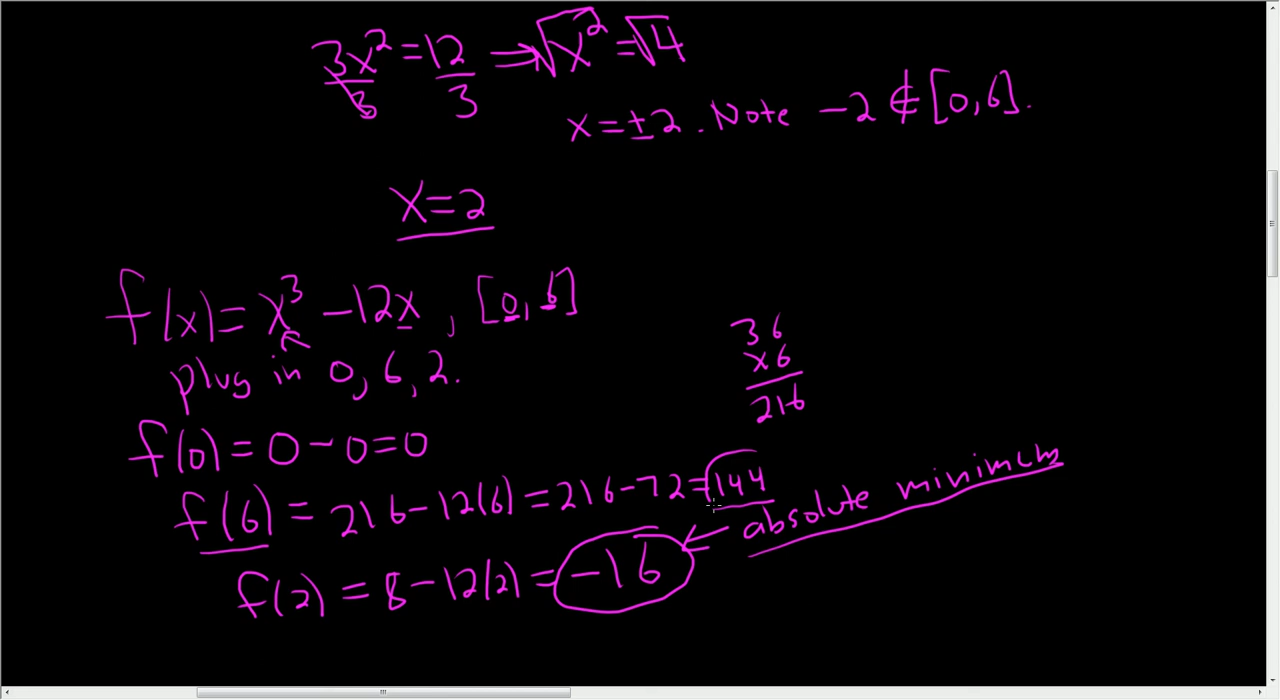 3x² = 12 ⟹ √x² = √4
3 3
x = ±2. Note -2 ∉ [0, 6].
x = 2
f(x) = x³ - 12x, [0, 6]
plug in 0, 6, 2.
36
x6
216
f(0) = 0 - 0 = 0
f(6) = 216 - 12(6) = 216 - 72 = 144
absolute minimum
f(2) = 8 - 12(2) = -16